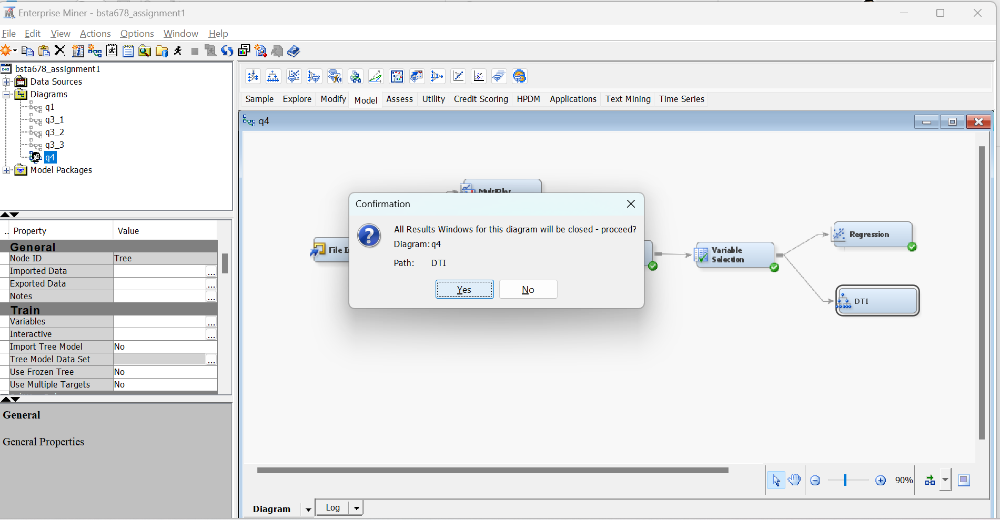 Enterprise Miner - bsta678_assignment1
File Edit View Actions Options Window Help
bsta678_assignment1
Data Sources
Diagrams
q1
q3_1
q3_2
q3_3
q4
Model Packages
.. Property Value
General
Node ID Tree
Imported Data ...
Exported Data ...
Notes ...
Train
Variables ...
Interactive ...
Import Tree Model No
Tree Model Data Set ...
Use Frozen Tree No
Use Multiple Targets No
General
General Properties
Sample Explore Modify Model Assess Utility Credit Scoring HPDM Applications Text Mining Time Series
q4
MultiPlot
File I
Variable
Selection
Regression
DTI
Confirmation
All Results Windows for this diagram will be closed - proceed?
Diagram: q4
Path: DTI
Yes No
90%
Diagram Log